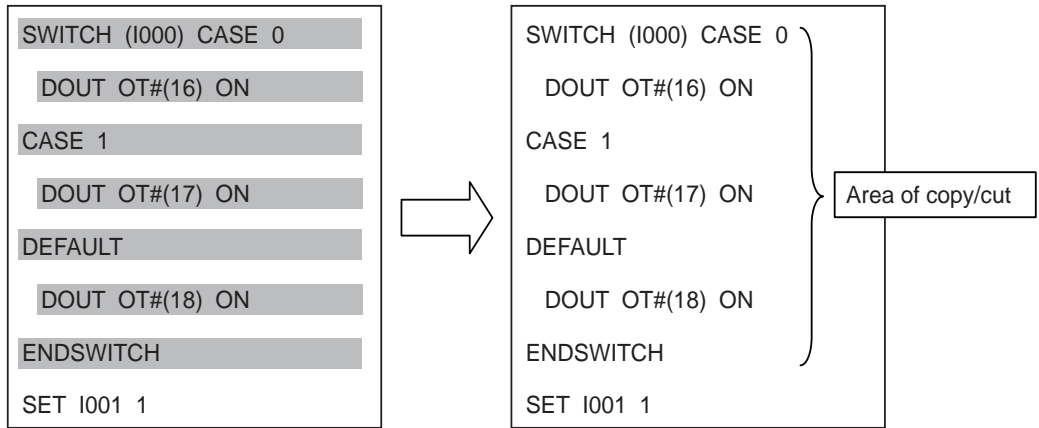 SWITCH (I000) CASE 0
DOUT OT#(16) ON
CASE 1
DOUT OT#(17) ON
DEFAULT
DOUT OT#(18) ON
ENDSWITCH
SET I001 1
SWITCH (I000) CASE 0
DOUT OT#(16) ON
CASE 1
DOUT OT#(17) ON
DEFAULT
DOUT OT#(18) ON
ENDSWITCH
SET I001 1
Area of copy/cut